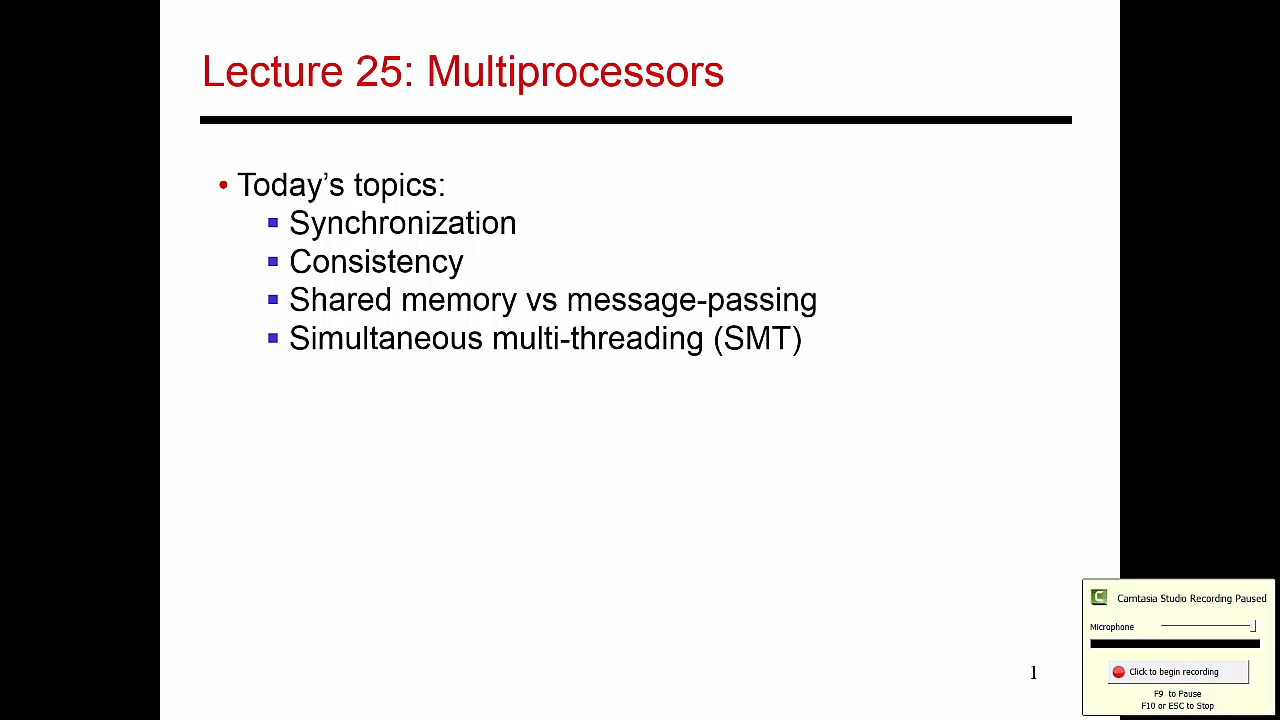 Lecture 25: Multiprocessors
• Today’s topics:
▪ Synchronization
▪ Consistency
▪ Shared memory vs message-passing
▪ Simultaneous multi-threading (SMT)
1
Camtasia Studio Recording Paused
Microphone
Click to begin recording
F9 to Pause
F10 or ESC to Stop